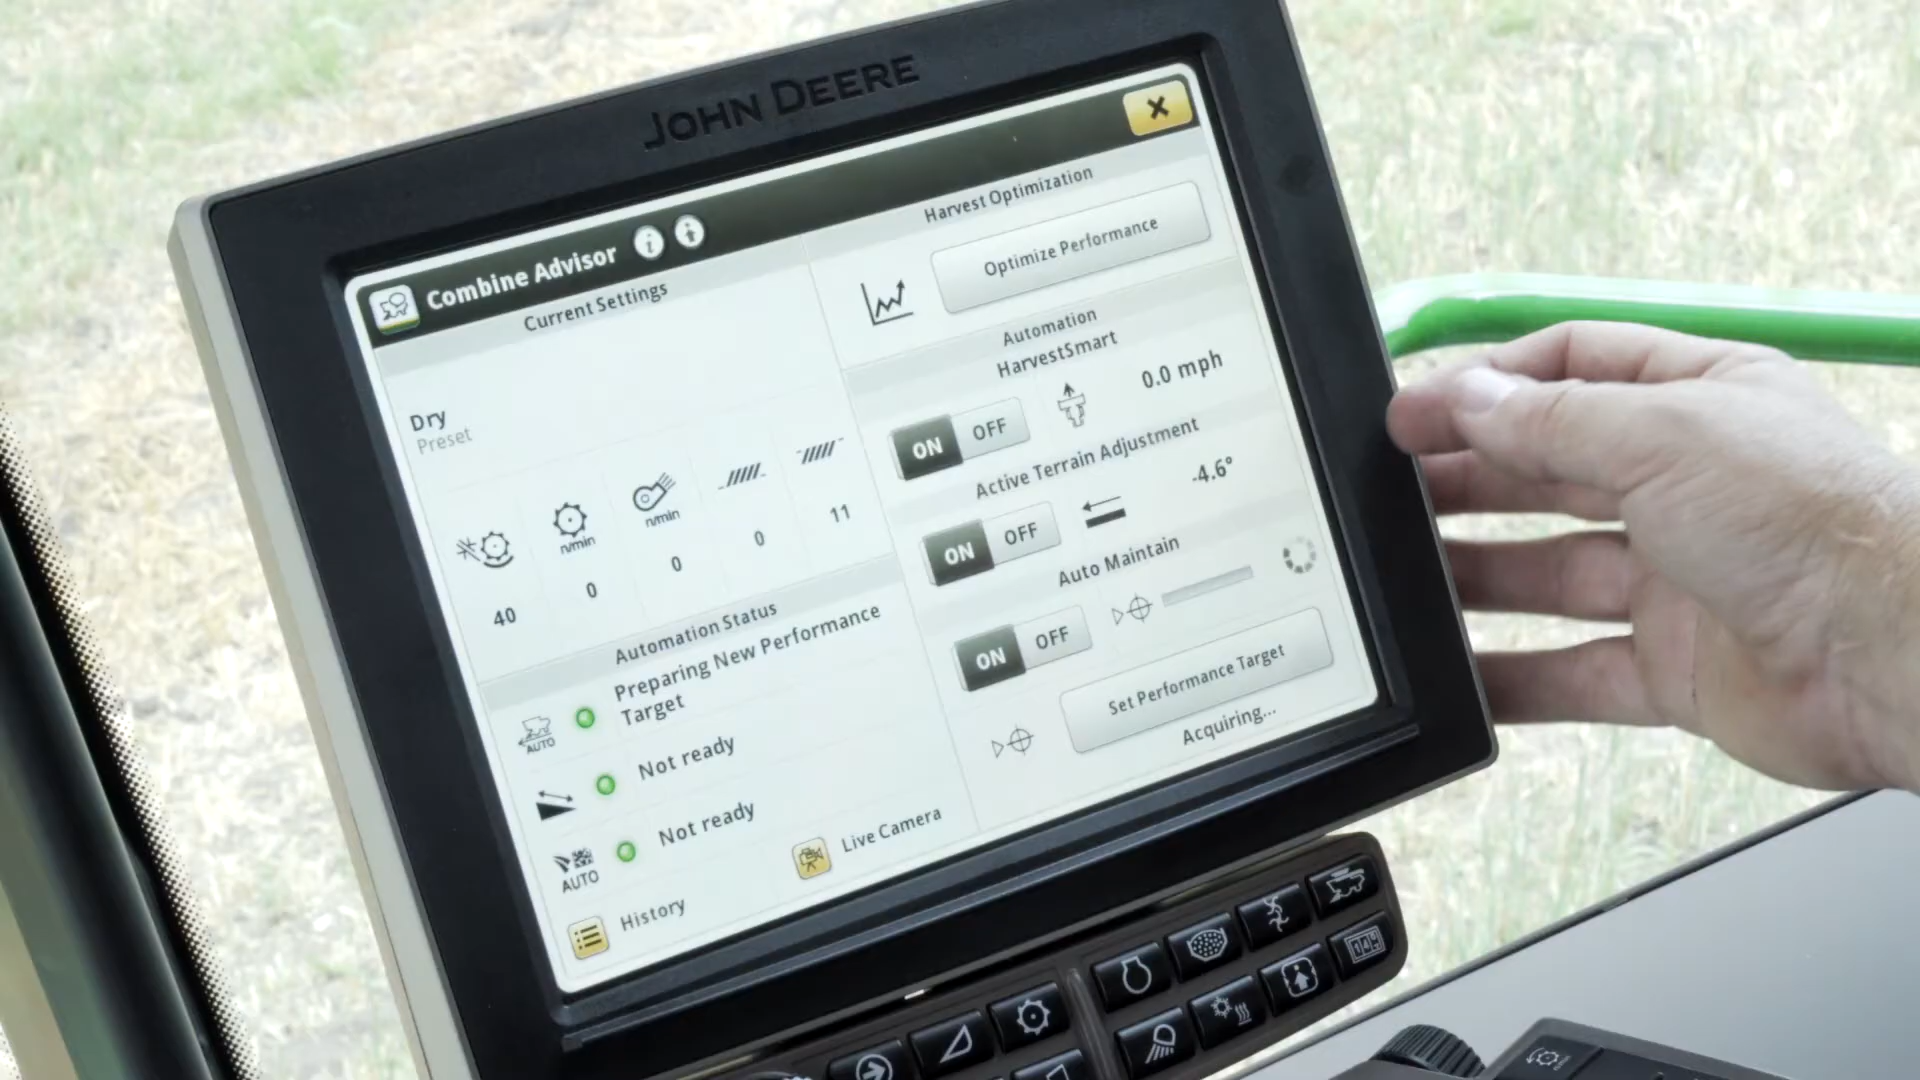 JOHN DEERE
Combine Advisor
Current Settings
Dry
Preset
n/min
n/min
40
0
0
0
11
Automation Status
Preparing New Performance
Target
AUTO
Not ready
Not ready
AUTO
History
Live Camera
Harvest Optimization
Optimize Performance
Automation
HarvestSmart
ON OFF
0.0 mph
Active Terrain Adjustment
ON OFF
-4.6°
Auto Maintain
ON OFF
Set Performance Target
Acquiring...